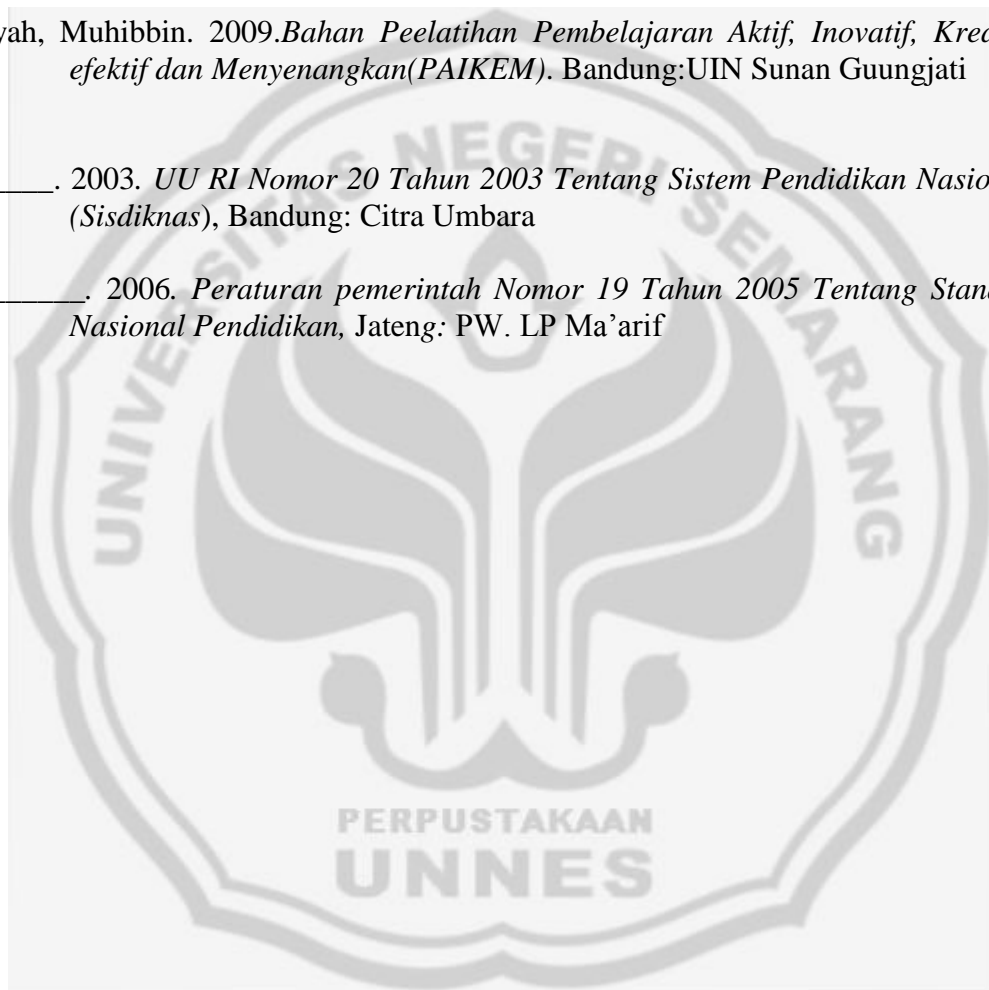 yah, Muhibbin. 2009.Bahan Peelatihan Pembelajaran Aktif, Inovatif, Krea
efektif dan Menyenangkan(PAIKEM). Bandung:UIN Sunan Guungjati
____. 2003. UU RI Nomor 20 Tahun 2003 Tentang Sistem Pendidikan Nasio
(Sisdiknas), Bandung: Citra Umbara
______. 2006. Peraturan pemerintah Nomor 19 Tahun 2005 Tentang Stan
Nasional Pendidikan, Jateng: PW. LP Ma’arif
UNIVERSITAS NEGERI SEMARANG
PERPUSTAKAAN
UNNES